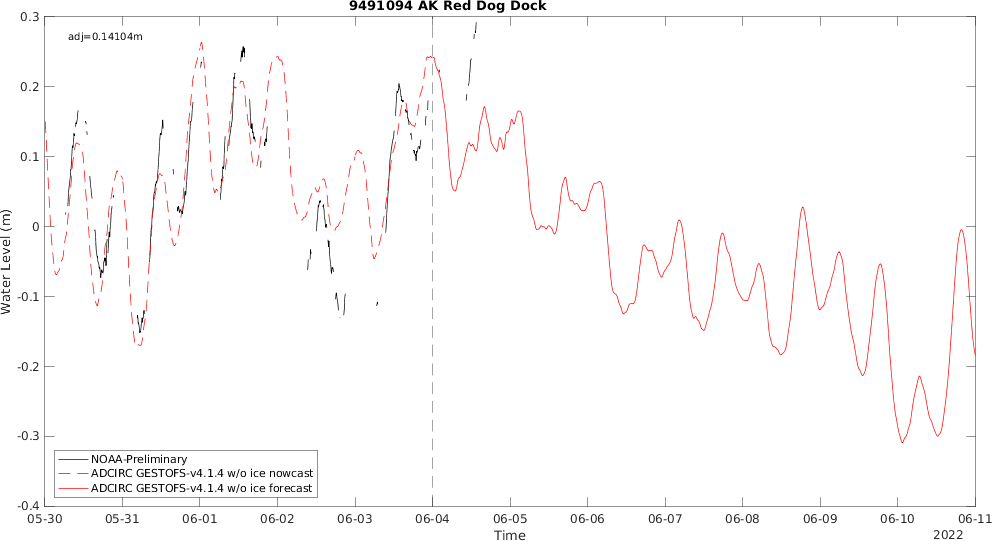 9491094 AK Red Dog Dock
adj=0.14104m
0.3
0.2
0.1
0
-0.1
-0.2
-0.3
-0.4
Water Level (m)
NOAA-Preliminary
ADCIRC GESTOFS-v4.1.4 w/o ice nowcast
ADCIRC GESTOFS-v4.1.4 w/o ice forecast
05-30 05-31 06-01 06-02 06-03 06-04 06-05 06-06 06-07 06-08 06-09 06-10 06-11
Time
2022